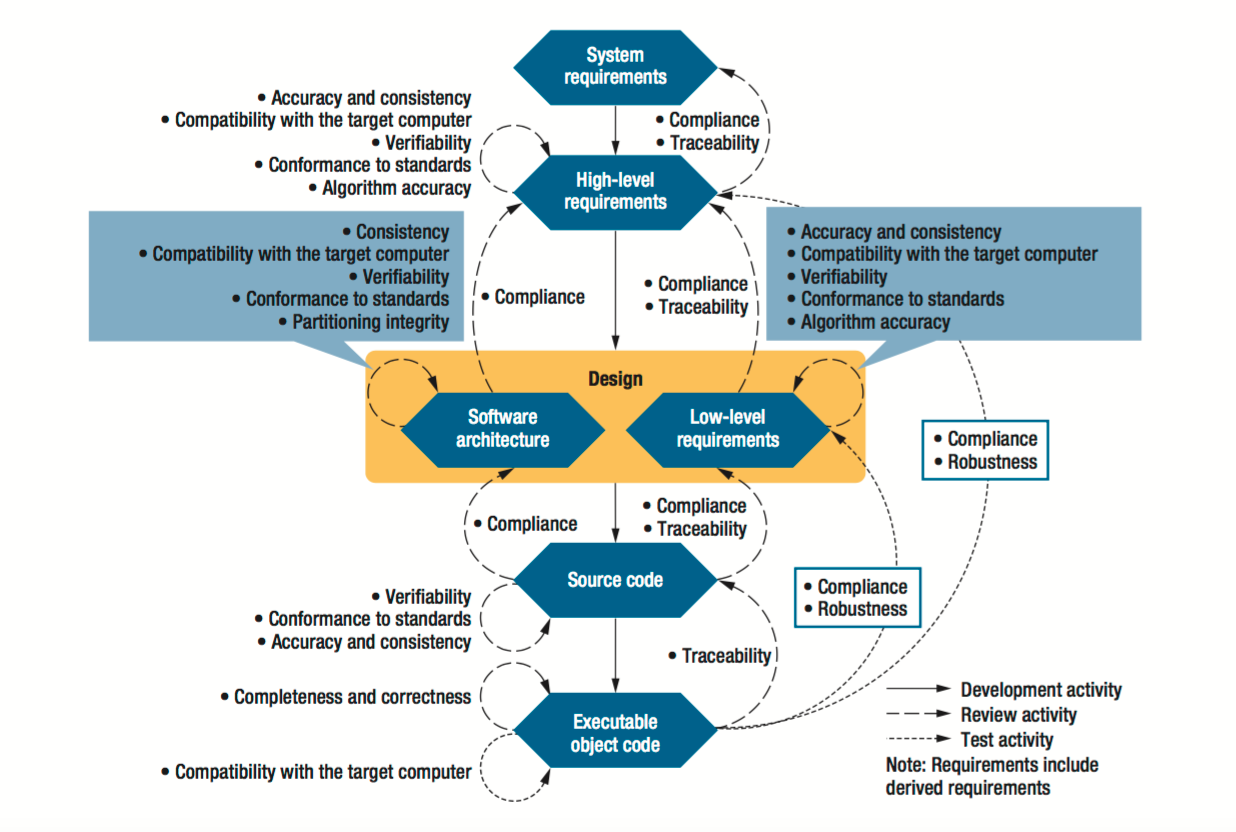 System
requirements
• Accuracy and consistency
• Compatibility with the target computer
• Verifiability
• Conformance to standards
• Algorithm accuracy
• Compliance
• Traceability
High-level
requirements
• Consistency
• Compatibility with the target computer
• Verifiability
• Conformance to standards
• Partitioning integrity
• Compliance
• Compliance
• Traceability
• Accuracy and consistency
• Compatibility with the target computer
• Verifiability
• Conformance to standards
• Algorithm accuracy
Design
Software
architecture
Low-level
requirements
• Compliance
• Robustness
• Compliance
• Compliance
• Traceability
Source code
• Compliance
• Robustness
• Verifiability
• Conformance to standards
• Accuracy and consistency
• Traceability
• Completeness and correctness
Executable
object code
• Compatibility with the target computer
Development activity
Review activity
Test activity
Note: Requirements include
derived requirements